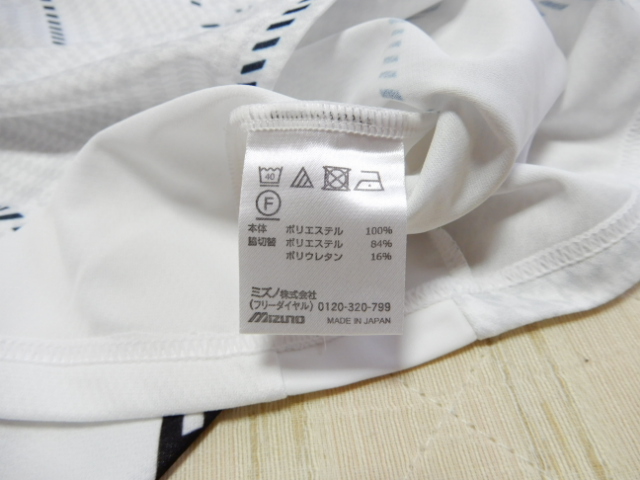 40
F
本体 ポリエステル 100%
脇切替 ポリエステル 84%
ポリウレタン 16%
ミズノ株式会社
(フリーダイヤル) 0120-320-799
MIZUNO MADE IN JAPAN